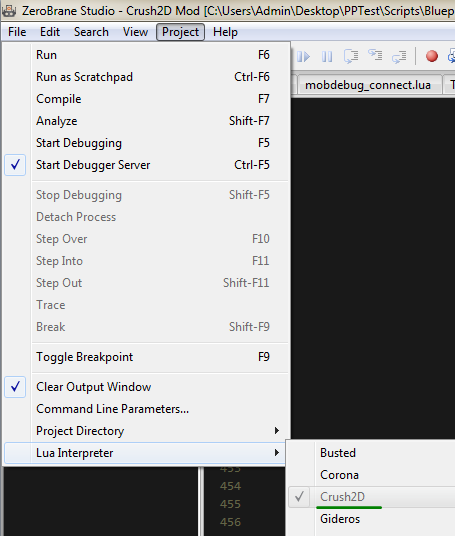 ZeroBrane Studio - Crush2D Mod [C:\Users\Admin\Desktop\PPTest\Scripts\Bluep
File Edit Search View Project Help
Run F6
Run as Scratchpad Ctrl-F6
mobdebug_connect.lua T
Compile F7
Analyze Shift-F7
Start Debugging F5
Start Debugger Server Ctrl-F5
Stop Debugging Shift-F5
Detach Process
Step Over F10
Step Into F11
Step Out Shift-F11
Trace
Break Shift-F9
Toggle Breakpoint F9
Clear Output Window
Command Line Parameters...
Project Directory
Lua Interpreter
Busted
Corona
Crush2D
Gideros
453
454
455
456